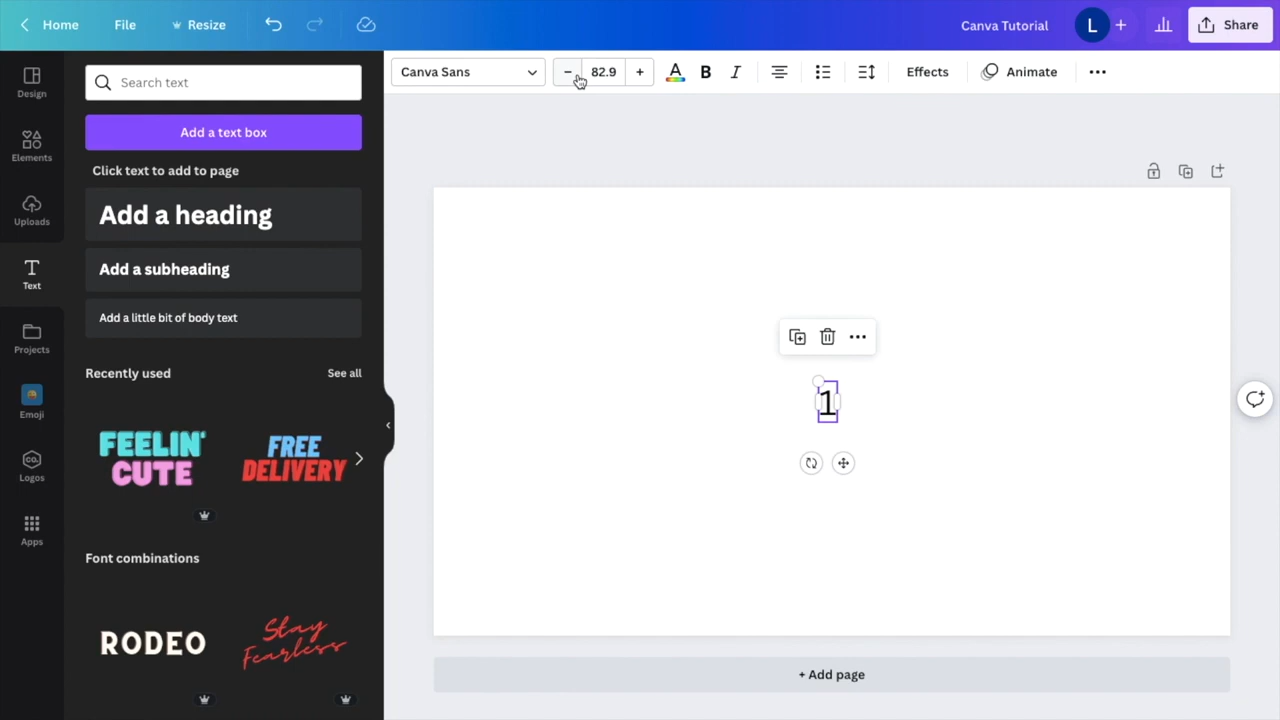 Home File Resize Canva Tutorial L + Share
Canva Sans - 82.9 + A B I Effects Animate
Design
Elements
Uploads
Text
Projects
Emoji
CO.
Logos
Apps
Search text
Add a text box
Click text to add to page
Add a heading
Add a subheading
Add a little bit of body text
Recently used See all
FEELIN'
CUTE
FREE
DELIVERY
Font combinations
RODEO
Stay
Fearless
1
+ Add page